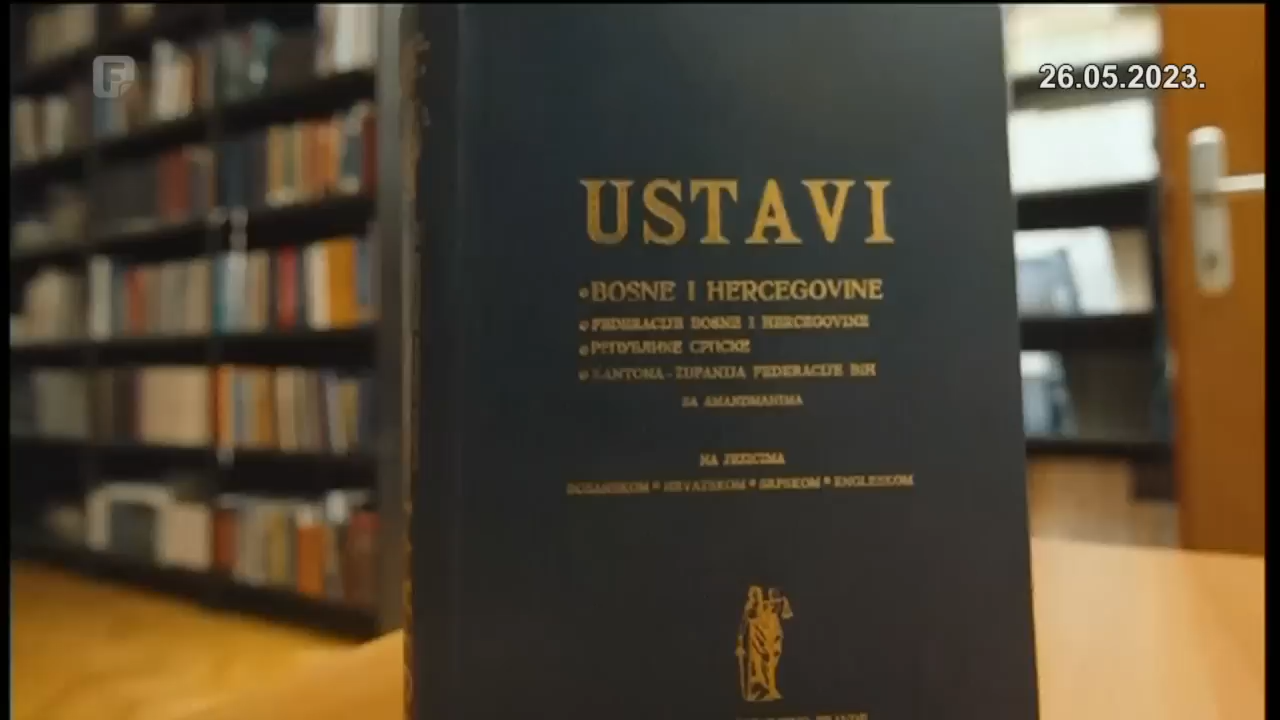 F
26.05.2023.
USTAVI
•BOSNE I HERCEGOVINE
•FEDERACIJE BOSNE I HERCEGOVINE
•РЕПУБЛИКЕ СРПСКЕ
•KANTONA-ŽUPANIJA FEDERACIJE BIH
SA AMANDMANIMA
NA JEZICIMA
BOSANSKOM • HRVATSKOM • SRPSKOM • ENGLESKOM